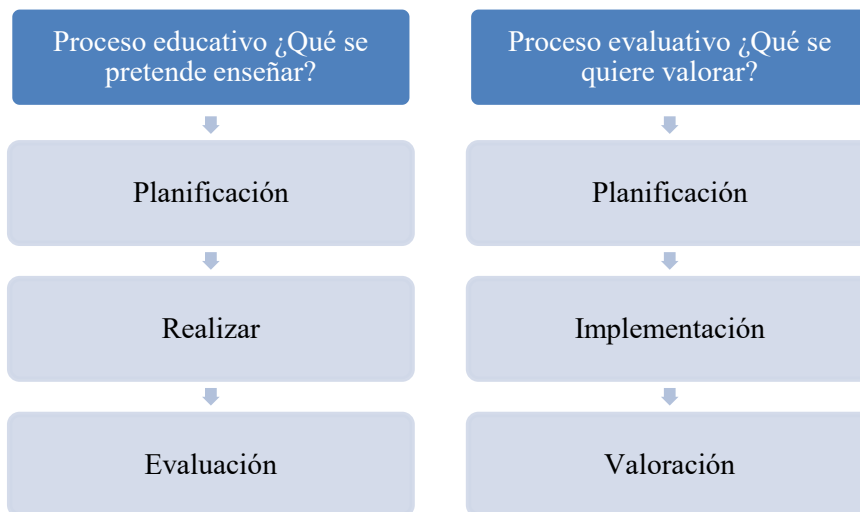 Proceso educativo ¿Qué se
pretende enseñar?
Planificación
Realizar
Evaluación
Proceso evaluativo ¿Qué se
quiere valorar?
Planificación
Implementación
Valoración